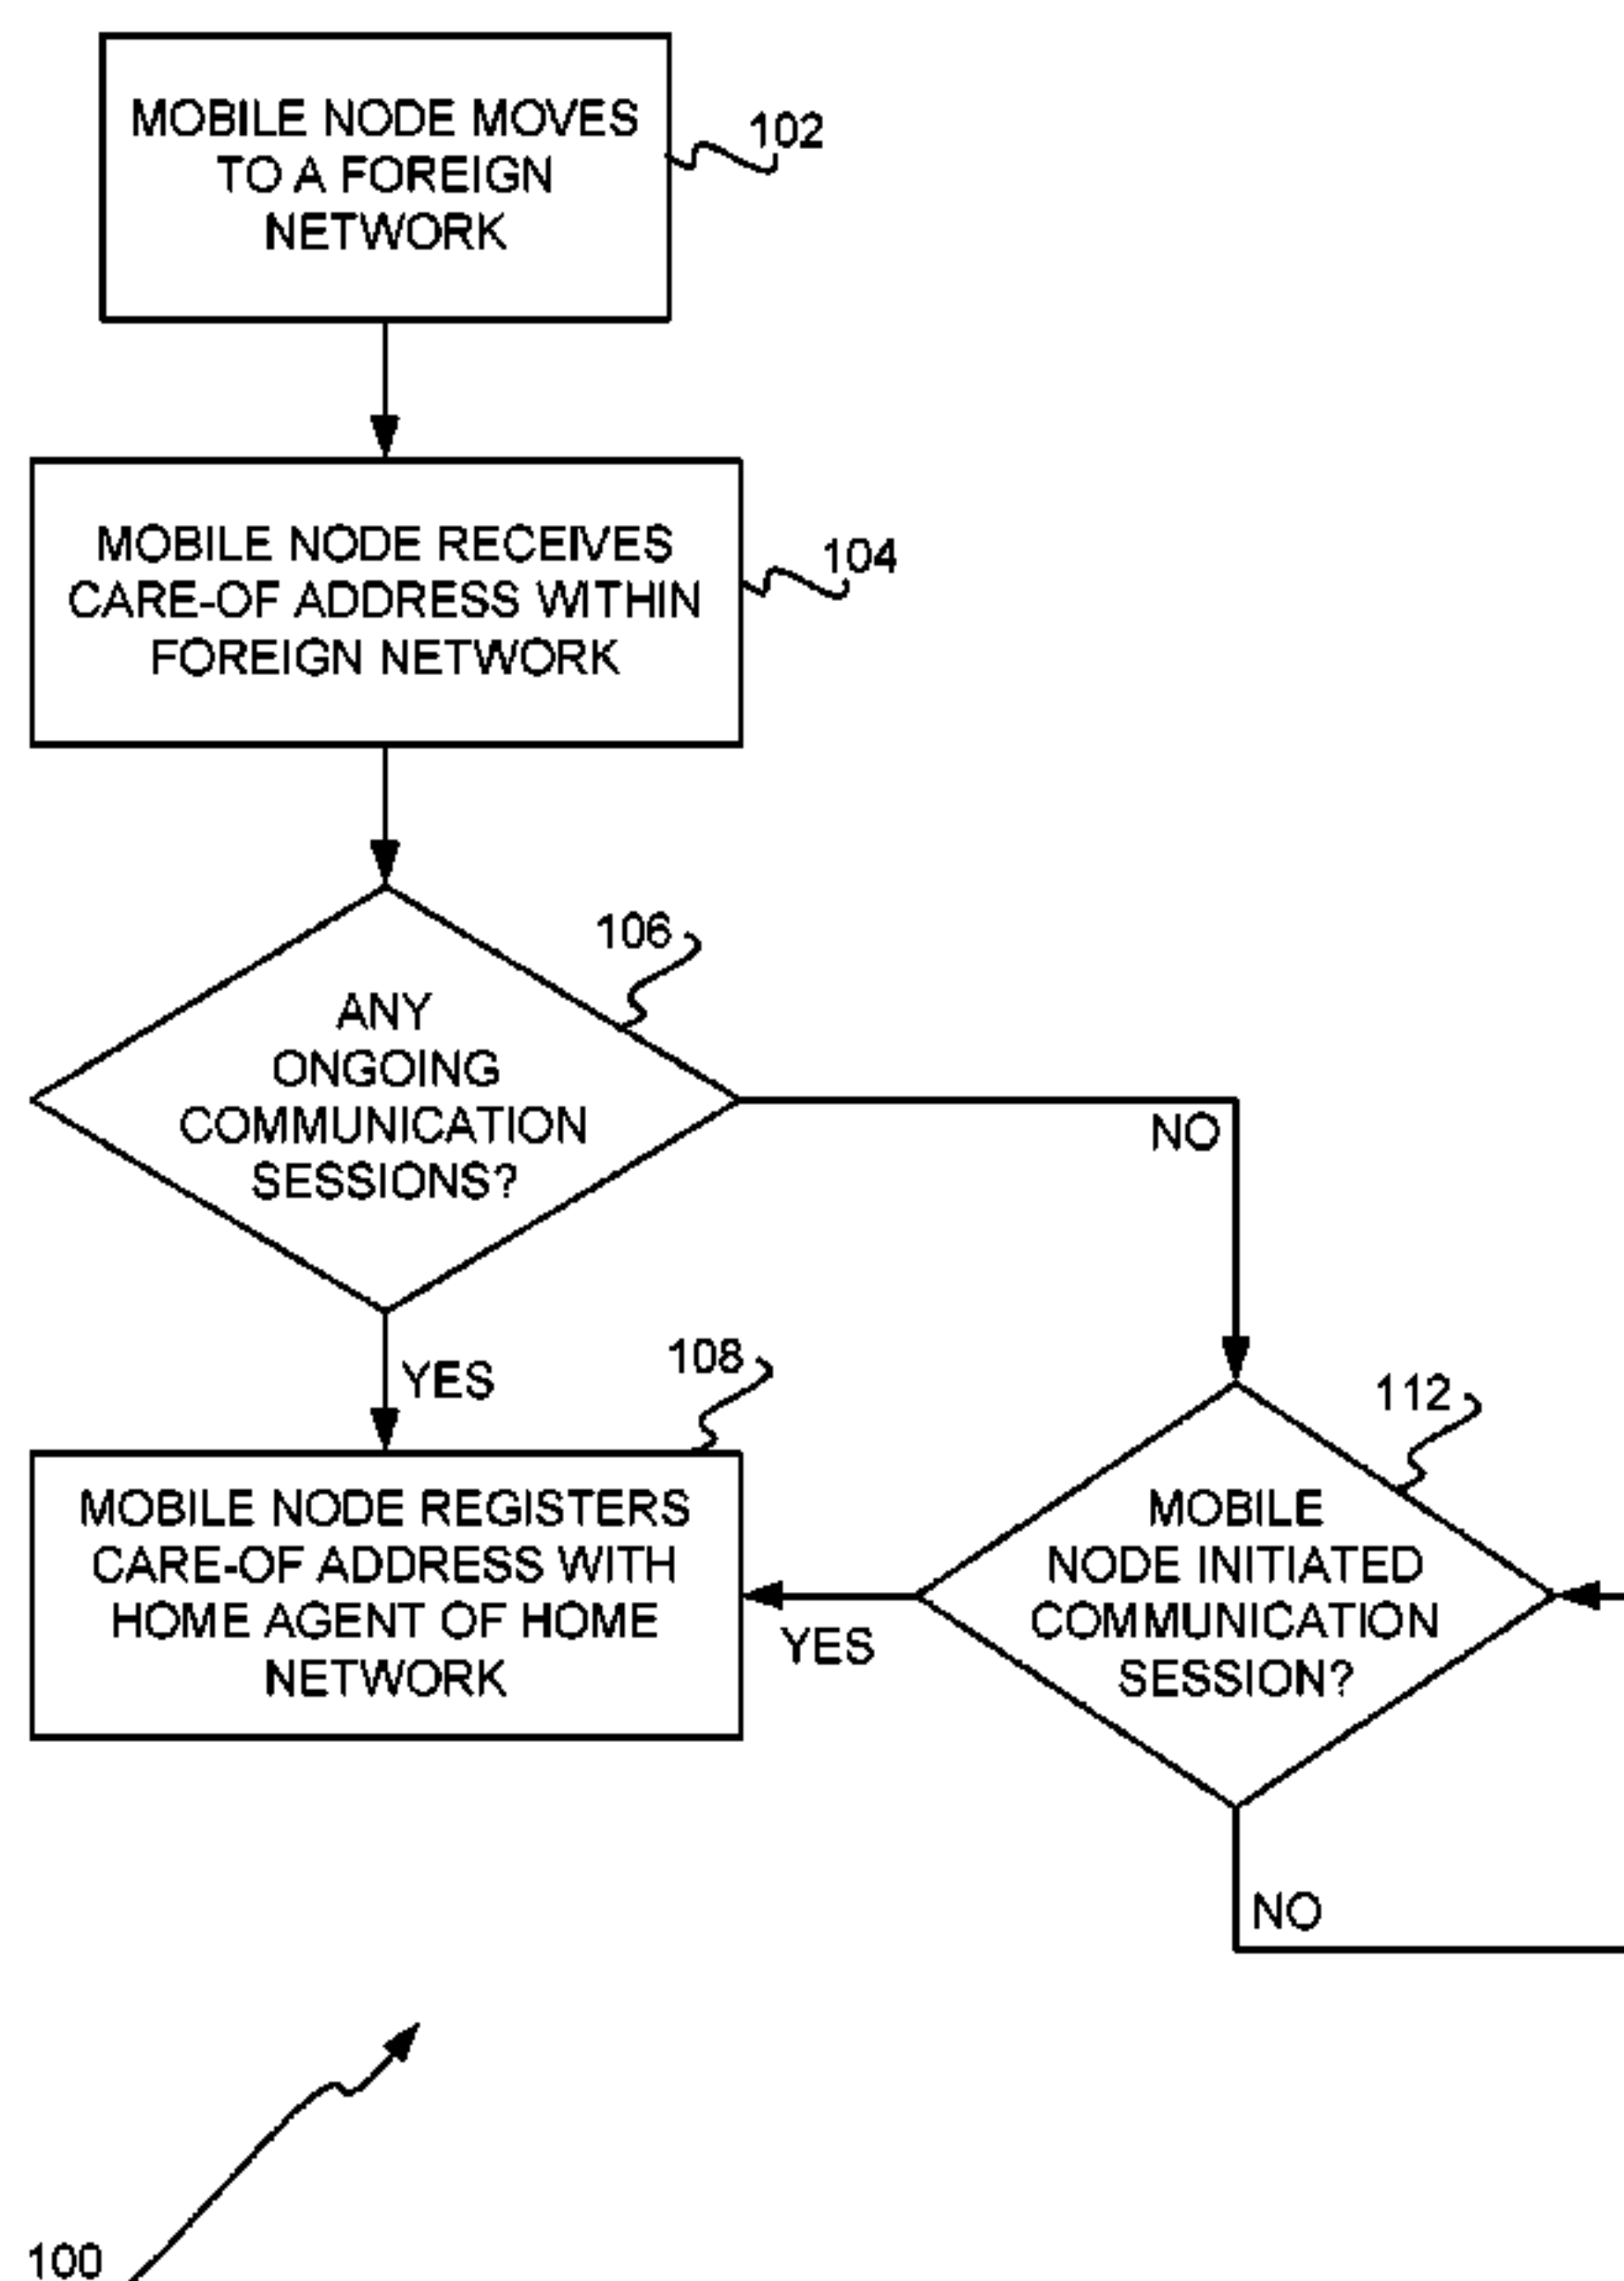 MOBILE NODE MOVES
TO A FOREIGN
NETWORK
102
MOBILE NODE RECEIVES
CARE-OF ADDRESS WITHIN
FOREIGN NETWORK
104
106
ANY
ONGOING
COMMUNICATION
SESSIONS?
NO
YES
108
112
MOBILE NODE REGISTERS
CARE-OF ADDRESS WITH
HOME AGENT OF HOME
NETWORK
YES
MOBILE
NODE INITIATED
COMMUNICATION
SESSION?
NO
100